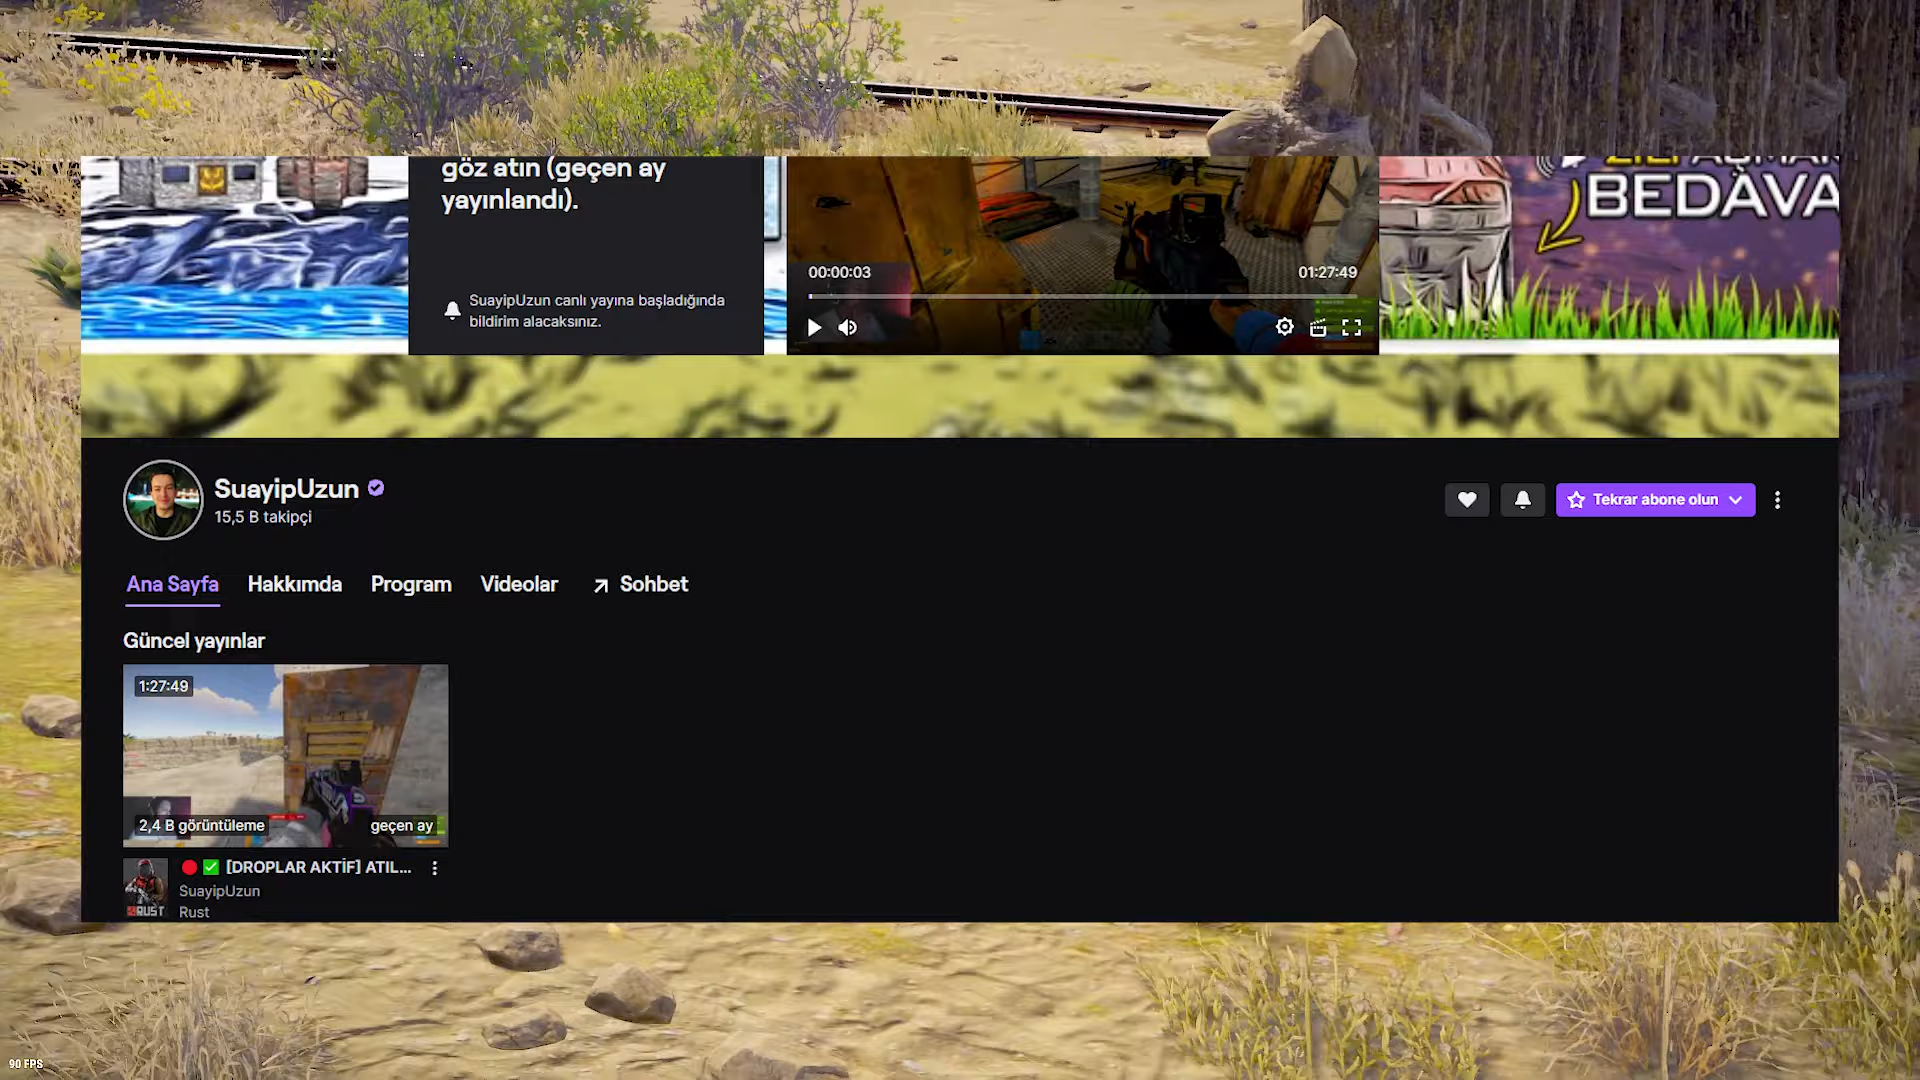 göz atın (geçen ay
yayınlandı).
SuayipUzun canlı yayına başladığında
bildirim alacaksınız.
00:00:03
01:27:49
BEDAVA
SuayipUzun
15,5 B takipçi
Tekrar abone olun
Ana Sayfa
Hakkımda
Program
Videolar
Sohbet
Güncel yayınlar
1:27:49
2,4 B görüntüleme
geçen ay
[DROPLAR AKTİF] ATIL...
SuayipUzun
RUST
Rust
90 FPS